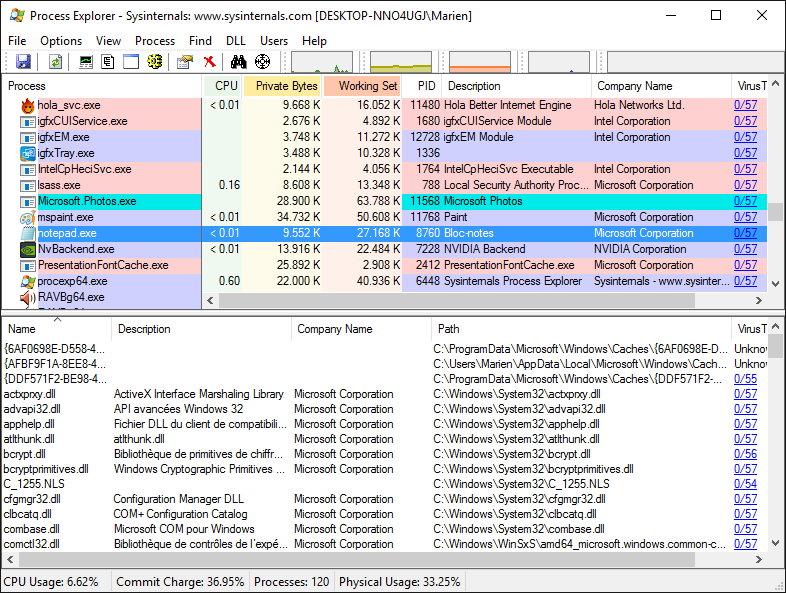 Process Explorer - Sysinternals: www.sysinternals.com [DESKTOP-NNO4UGJ\Marien]
File Options View Process Find DLL Users Help
Process CPU Private Bytes Working Set PID Description Company Name VirusT
hola_svc.exe < 0.01 9.668 K 16.052 K 11480 Hola Better Internet Engine Hola Networks Ltd. 0/57
igfxCUIService.exe 2.676 K 4.892 K 1680 igfxCUIService Module Intel Corporation 0/57
igfxEM.exe 3.748 K 11.272 K 12728 igfxEM Module Intel Corporation 0/57
igfxTray.exe 3.488 K 10.328 K 1336 0/57
IntelCpHeciSvc.exe 2.144 K 4.056 K 1764 IntelCpHeciSvc Executable Intel Corporation 0/57
lsass.exe 0.16 8.608 K 13.348 K 788 Local Security Authority Proc... Microsoft Corporation 0/57
Microsoft.Photos.exe 28.900 K 63.788 K 11568 Microsoft Photos 0/57
mspaint.exe < 0.01 34.732 K 50.608 K 11768 Paint Microsoft Corporation 0/57
notepad.exe < 0.01 9.552 K 27.168 K 8760 Bloc-notes Microsoft Corporation 0/57
NvBackend.exe < 0.01 13.916 K 22.484 K 7228 NVIDIA Backend NVIDIA Corporation 0/57
PresentationFontCache.exe 25.892 K 2.908 K 2412 PresentationFontCache.exe Microsoft Corporation 0/57
procexp64.exe 0.60 22.000 K 40.936 K 6448 Sysinternals Process Explorer Sysinternals - www.sysinter... 0/57
RAVBg64.exe
Name Description Company Name Path VirusT
{6AF0698E-D558-4... C:\ProgramData\Microsoft\Windows\Caches\{6AF0698E-D... Unkno
{AFBF9F1A-8EE8-4... C:\Users\Marien\AppData\Local\Microsoft\Windows\Cach... Unkno
{DDF571F2-BE98-4... C:\ProgramData\Microsoft\Windows\Caches\{DDF571F2-... 0/55
actxprxy.dll ActiveX Interface Marshaling Library Microsoft Corporation C:\Windows\System32\actxprxy.dll 0/57
advapi32.dll API avancées Windows 32 Microsoft Corporation C:\Windows\System32\advapi32.dll 0/57
apphelp.dll Fichier DLL du client de compatibili... Microsoft Corporation C:\Windows\System32\apphelp.dll 0/57
atlthunk.dll atlthunk.dll Microsoft Corporation C:\Windows\System32\atlthunk.dll 0/57
bcrypt.dll Bibliothèque de primitives de chiffr... Microsoft Corporation C:\Windows\System32\bcrypt.dll 0/56
bcryptprimitives.dll Windows Cryptographic Primitives ... Microsoft Corporation C:\Windows\System32\bcryptprimitives.dll 0/57
C_1255.NLS C:\Windows\System32\C_1255.NLS 0/54
cfgmgr32.dll Configuration Manager DLL Microsoft Corporation C:\Windows\System32\cfgmgr32.dll 0/57
clbcatq.dll COM+ Configuration Catalog Microsoft Corporation C:\Windows\System32\clbcatq.dll 0/57
combase.dll Microsoft COM pour Windows Microsoft Corporation C:\Windows\System32\combase.dll 0/57
comctl32.dll Bibliothèque de contrôles de l'expé... Microsoft Corporation C:\Windows\WinSxS\amd64_microsoft.windows.common-c... 0/57
CPU Usage: 6.62% Commit Charge: 36.95% Processes: 120 Physical Usage: 33.25%